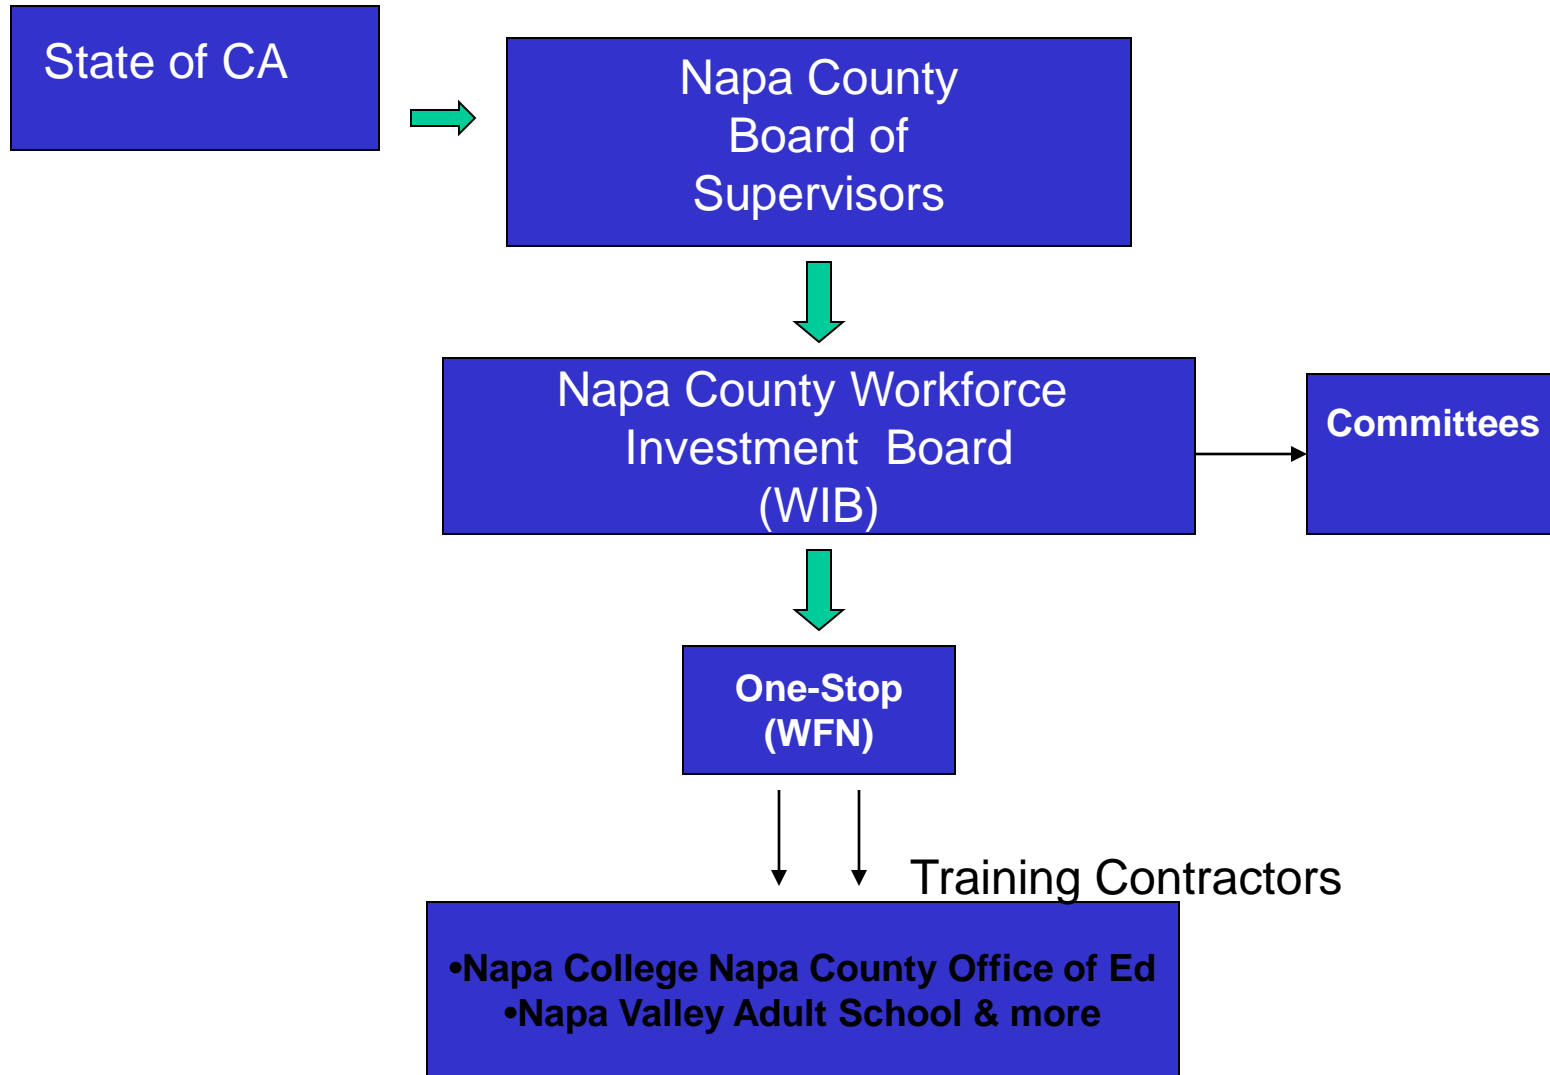 State of CA
Napa County
Board of
Supervisors
Napa County Workforce
Investment Board
(WIB)
Committees
One-Stop
(WFN)
Training Contractors
•Napa College Napa County Office of Ed
•Napa Valley Adult School & more